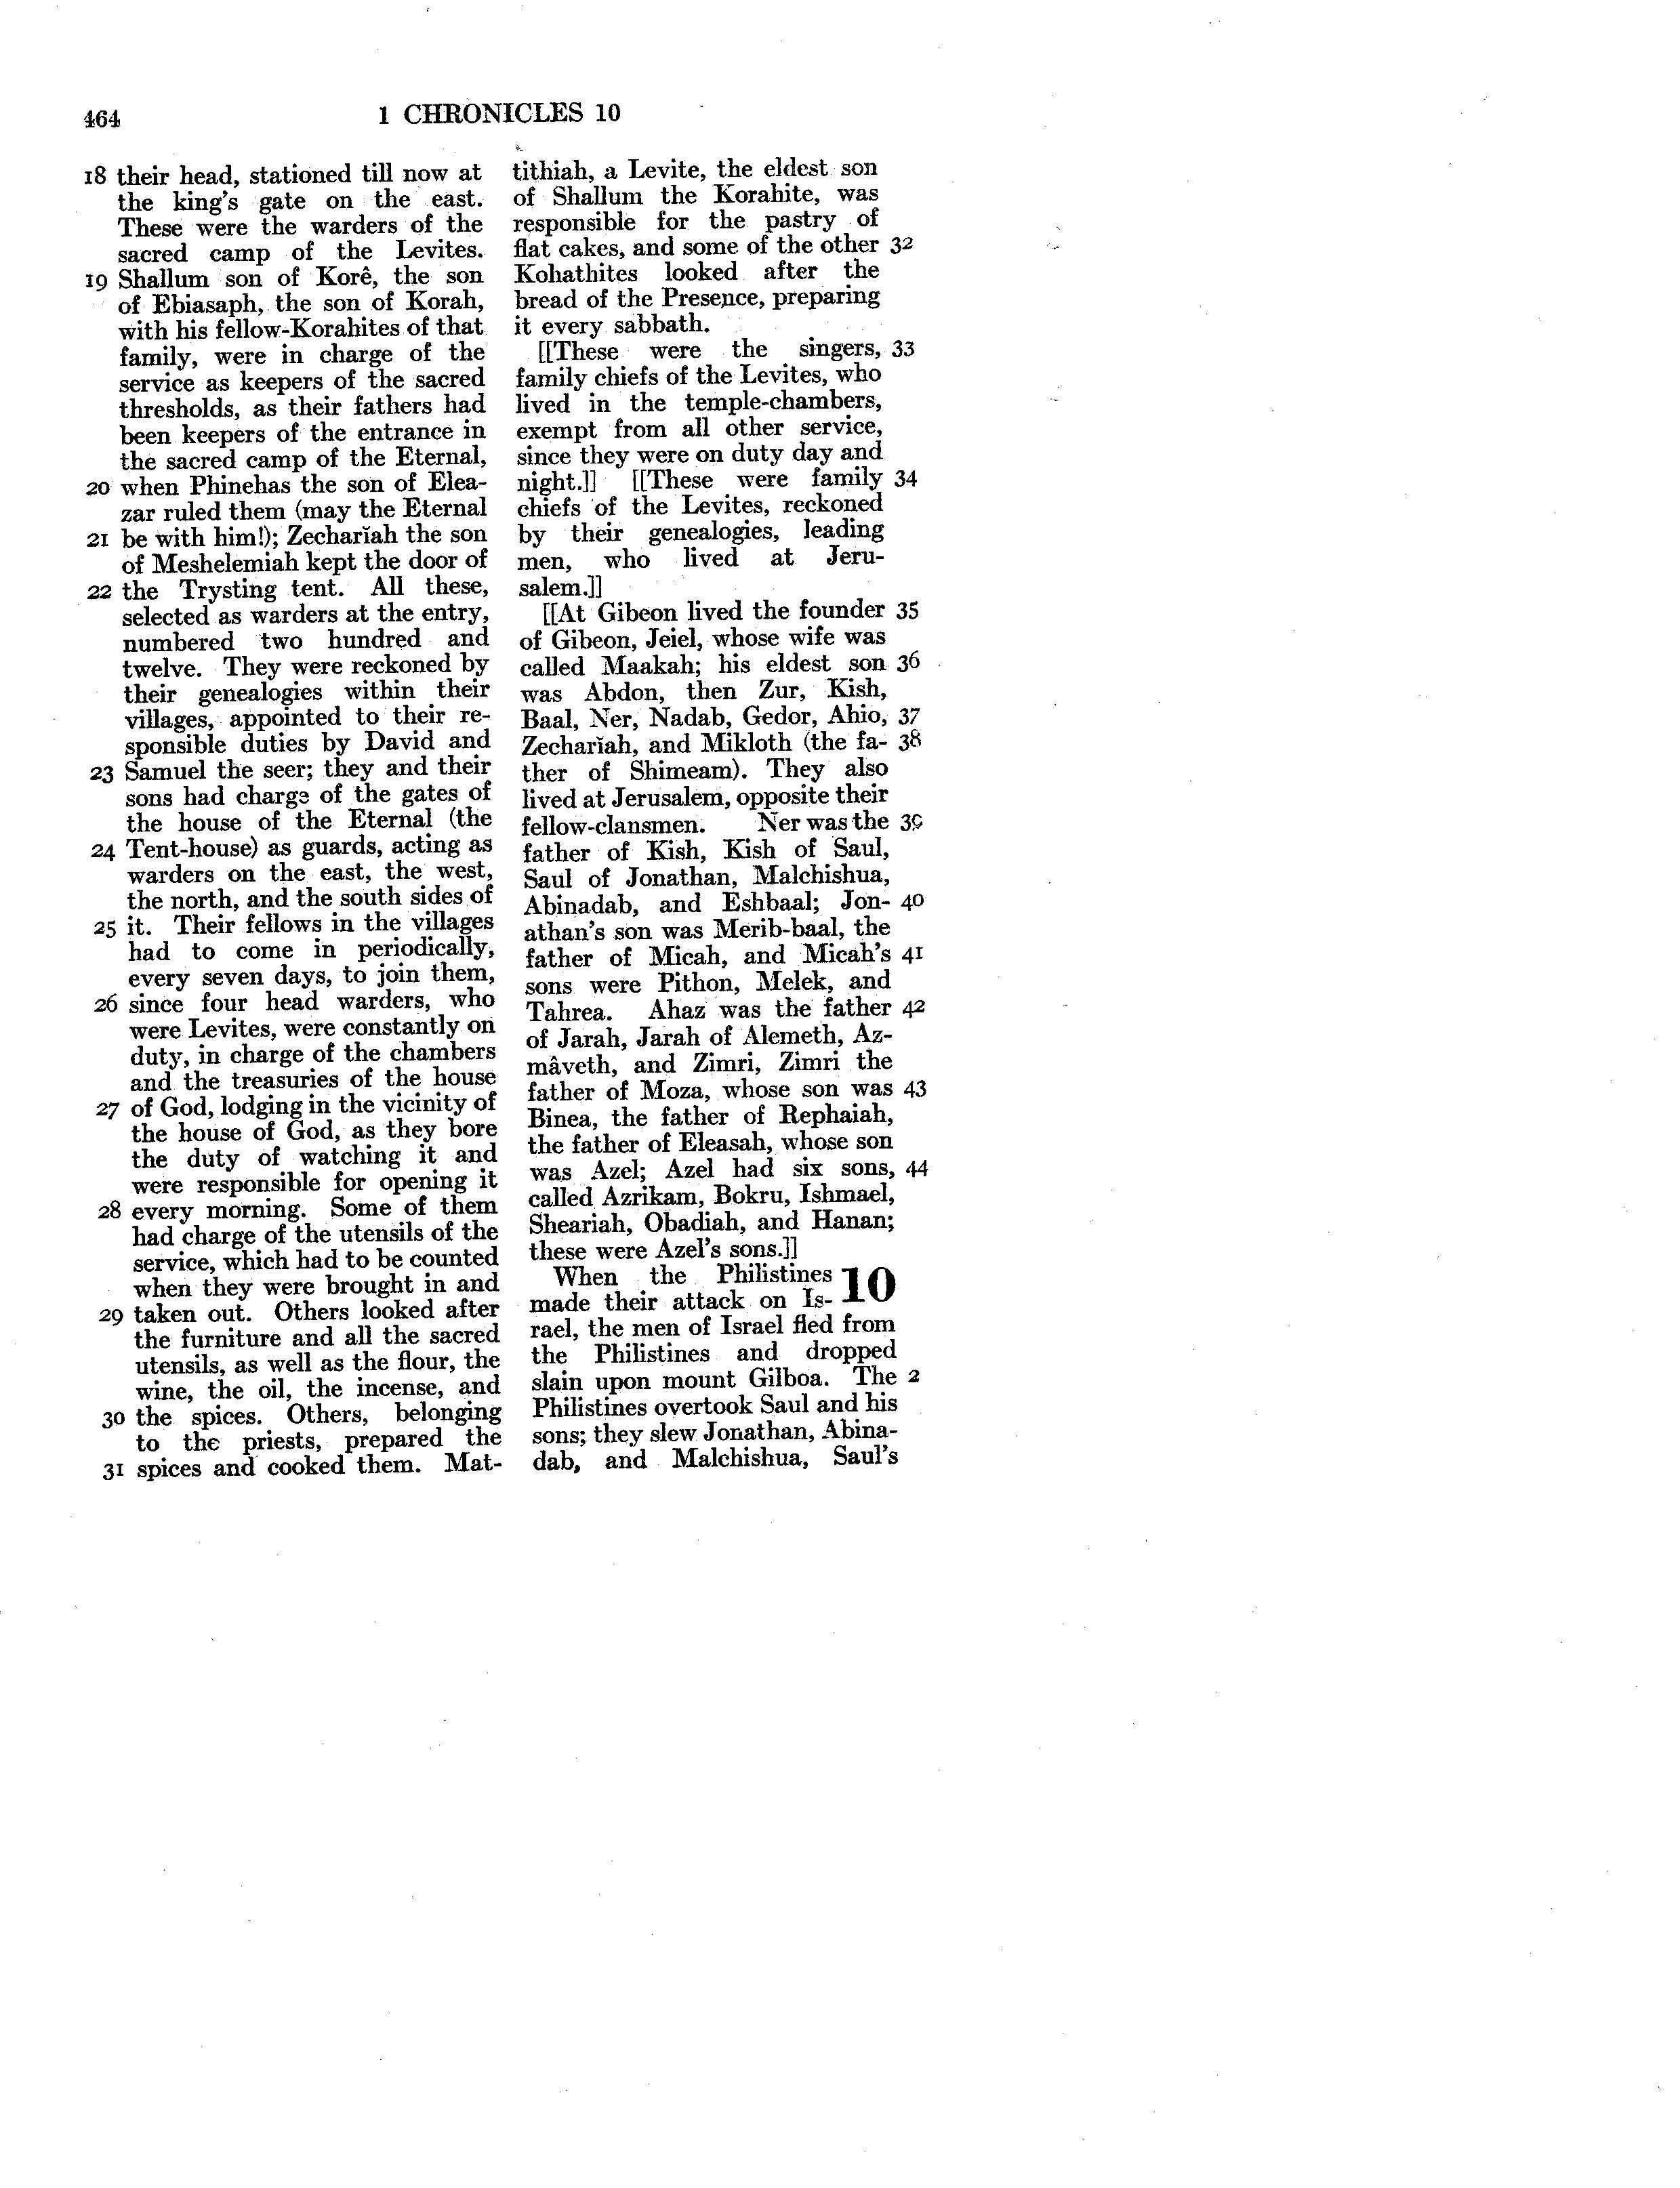 464
1 CHRONICLES 10
18 their head, stationed till now at
the king's gate on the east.
These were the warders of the
sacred camp of the Levites.
19 Shallum son of Korê, the son
of Ebiasaph, the son of Korah,
with his fellow-Korahites of that
family, were in charge of the
service as keepers of the sacred
thresholds, as their fathers had
been keepers of the entrance in
the sacred camp of the Eternal,
20 when Phinehas the son of Elea-
zar ruled them (may the Eternal
21 be with him!); Zecharĭah the son
of Meshelemiah kept the door of
22 the Trysting tent. All these,
selected as warders at the entry,
numbered two hundred and
twelve. They were reckoned by
their genealogies within their
villages, appointed to their re-
sponsible duties by David and
23 Samuel the seer; they and their
sons had charge of the gates of
the house of the Eternal (the
24 Tent-house) as guards, acting as
warders on the east, the west,
the north, and the south sides of
25 it. Their fellows in the villages
had to come in periodically,
every seven days, to join them,
26 since four head warders, who
were Levites, were constantly on
duty, in charge of the chambers
and the treasuries of the house
27 of God, lodging in the vicinity of
the house of God, as they bore
the duty of watching it and
were responsible for opening it
28 every morning. Some of them
had charge of the utensils of the
service, which had to be counted
when they were brought in and
29 taken out. Others looked after
the furniture and all the sacred
utensils, as well as the flour, the
wine, the oil, the incense, and
30 the spices. Others, belonging
to the priests, prepared the
31 spices and cooked them. Mat-
tithiah, a Levite, the eldest son
of Shallum the Korahite, was
responsible for the pastry of
flat cakes, and some of the other 32
Kohathites looked after the
bread of the Presence, preparing
it every sabbath.
[[These were the singers, 33
family chiefs of the Levites, who
lived in the temple-chambers,
exempt from all other service,
since they were on duty day and
night.]] [[These were family 34
chiefs of the Levites, reckoned
by their genealogies, leading
men, who lived at Jeru-
salem.]]
[[At Gibeon lived the founder 35
of Gibeon, Jeiel, whose wife was
called Maakah; his eldest son 36
was Abdon, then Zur, Kish,
Baal, Ner, Nadab, Gedor, Ahio, 37
Zecharĭah, and Mikloth (the fa- 38
ther of Shimeam). They also
lived at Jerusalem, opposite their
fellow-clansmen. Ner was the 39
father of Kish, Kish of Saul,
Saul of Jonathan, Malchishua,
Abinadab, and Eshbaal; Jon- 40
athan's son was Merib-baal, the
father of Micah, and Micah's 41
sons were Pithon, Melek, and
Tahrea. Ahaz was the father 42
of Jarah, Jarah of Alemeth, Az-
mâveth, and Zimri, Zimri the
father of Moza, whose son was 43
Binea, the father of Rephaiah,
the father of Eleasah, whose son
was Azel; Azel had six sons, 44
called Azrikam, Bokru, Ishmael,
Sheariah, Obadiah, and Hanan;
these were Azel's sons.]]
When the Philistines 10
made their attack on Is-
rael, the men of Israel fled from
the Philistines and dropped
slain upon mount Gilboa. The 2
Philistines overtook Saul and his
sons; they slew Jonathan, Abina-
dab, and Malchishua, Saul's